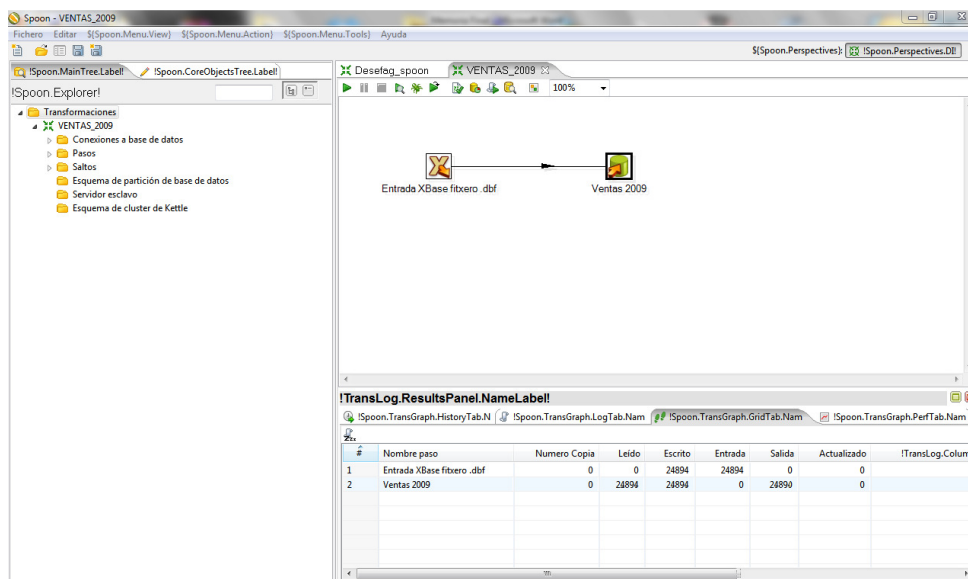 Spoon - VENTAS_2009
Fichero Editar ${Spoon.Menu.View} ${Spoon.Menu.Action} ${Spoon.Menu.Tools} Ayuda
${Spoon.Perspectives}: !Spoon.Perspectives.DI!
!Spoon.MainTree.Label! !Spoon.CoreObjectsTree.Label!
!Spoon.Explorer!
Transformaciones
VENTAS_2009
Conexiones a base de datos
Pasos
Saltos
Esquema de partición de base de datos
Servidor esclavo
Esquema de cluster de Kettle
Desefag_spoon VENTAS_2009
100%
Entrada XBase fitxero .dbf Ventas 2009
!TransLog.ResultsPanel.NameLabel!
!Spoon.TransGraph.HistoryTab.N !Spoon.TransGraph.LogTab.Nam !Spoon.TransGraph.GridTab.Nam !Spoon.TransGraph.PerfTab.Nam
# Nombre paso Numero Copia Leído Escrito Entrada Salida Actualizado !TransLog.Colum
1 Entrada XBase fitxero .dbf 0 0 24894 24894 0 0
2 Ventas 2009 0 24894 24894 0 24890 0